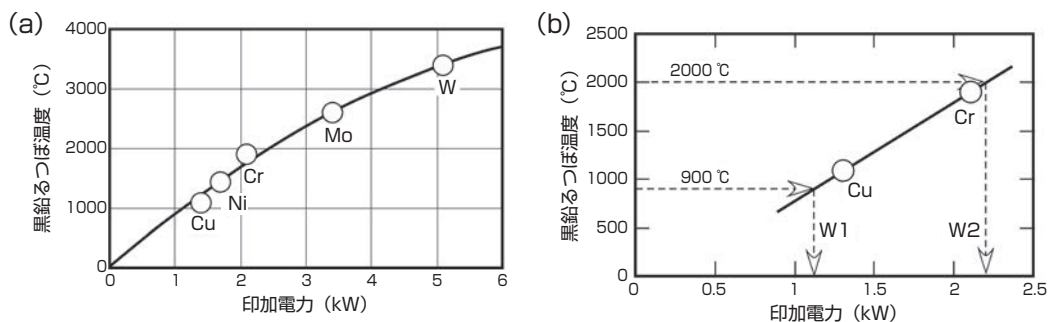 (a)
黒鉛るつぼ温度（℃）
4000
3000
2000
1000
0
0 1 2 3 4 5 6
印加電力（kW）
Cu
Ni
Cr
Mo
W
(b)
黒鉛るつぼ温度（℃）
2500
2000
1500
1000
500
0
0 0.5 1 1.5 2 2.5
印加電力（kW）
2000 ℃
900 ℃
Cr
Cu
W1
W2